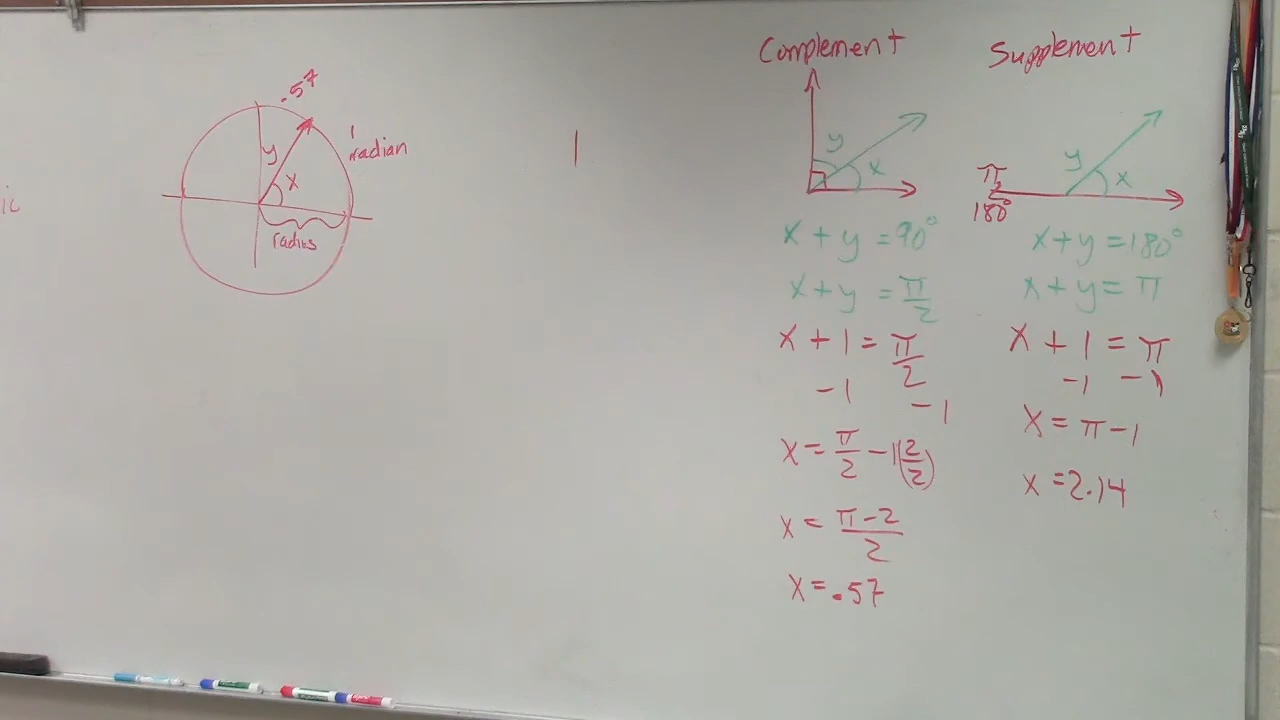 .57
1
radian
y
x
radius
ic
1
Complement
y
x
x + y = 90°
x + y = π/2
x + 1 = π/2
-1 -1
x = π/2 - 1(2/2)
x = π-2/2
x = .57
Supplement
y
x
π
180°
x + y = 180°
x + y = π
x + 1 = π
-1 -1
x = π - 1
x = 2.14